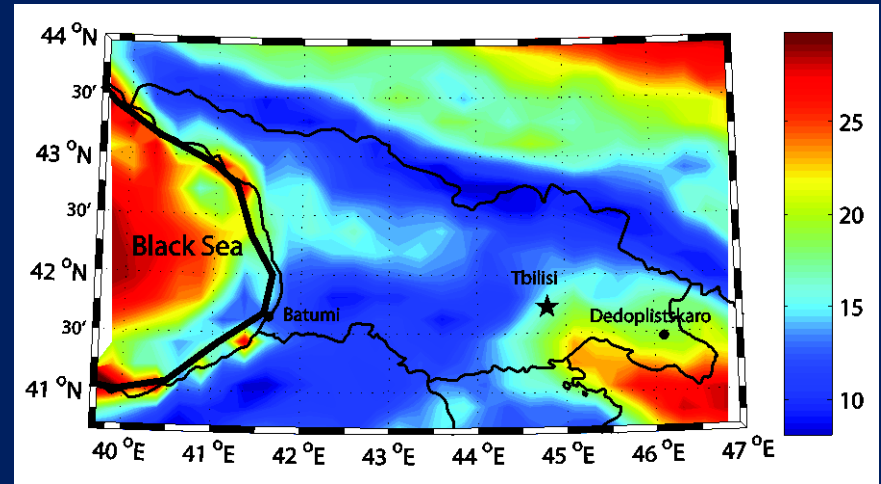 44 °N
30'
43 °N
30'
42 °N
30'
41 °N
Black Sea
Batumi
Tbilisi
Dedoplistskaro
40 °E 41 °E 42 °E 43 °E 44 °E 45 °E 46 °E 47 °E
25
20
15
10